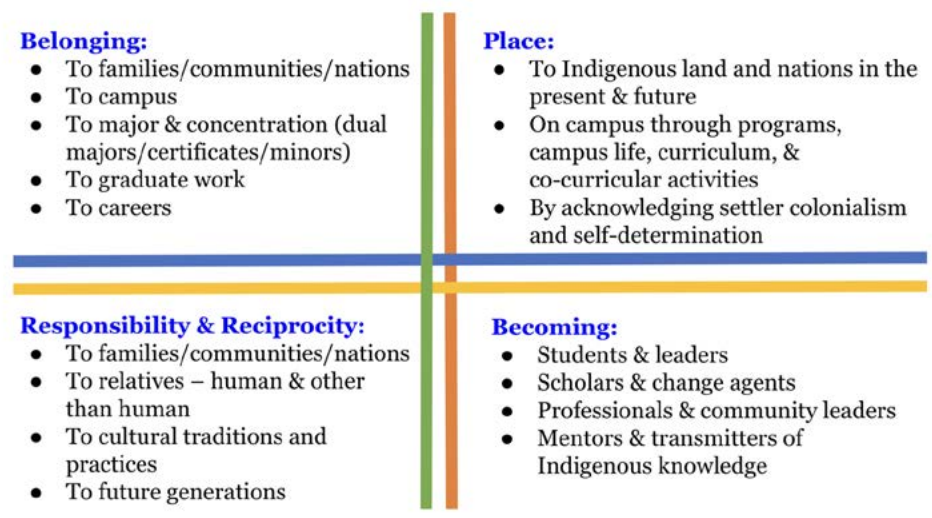 Belonging:
● To families/communities/nations
● To campus
● To major & concentration (dual
majors/certificates/minors)
● To graduate work
● To careers
Place:
● To Indigenous land and nations in the
present & future
● On campus through programs,
campus life, curriculum, &
co-curricular activities
● By acknowledging settler colonialism
and self-determination
Responsibility & Reciprocity:
● To families/communities/nations
● To relatives – human & other
than human
● To cultural traditions and
practices
● To future generations
Becoming:
● Students & leaders
● Scholars & change agents
● Professionals & community leaders
● Mentors & transmitters of
Indigenous knowledge